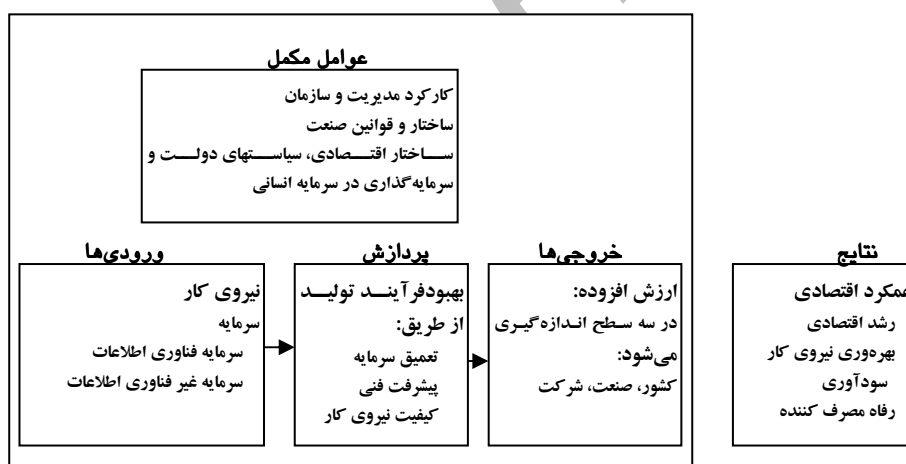 عوامل مکمل
کارکرد مدیریت و سازمان
ساختار و قوانین صنعت
ساختار اقتصادی، سیاستهای دولت و
سرمایه‌گذاری در سرمایه انسانی
ورودی‌ها
نیروی کار
سرمایه
سرمایه فناوری اطلاعات
سرمایه غیر فناوری اطلاعات
پردازش
بهبودفرآیند تولید
از طریق:
تعمیق سرمایه
پیشرفت فنی
کیفیت نیروی کار
خروجی‌ها
ارزش افزوده:
در سه سطح اندازه‌گیری
می‌شود:
کشور، صنعت، شرکت
نتایج
عمکرد اقتصادی
رشد اقتصادی
بهره‌وری نیروی کار
سودآوری
رفاه مصرف کننده